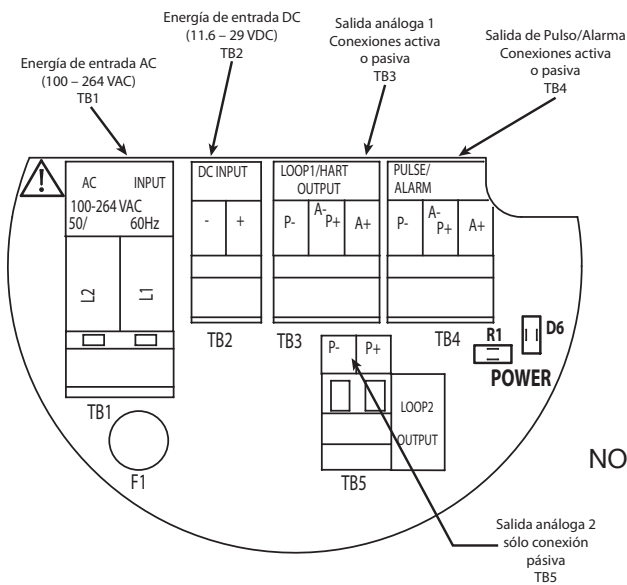 Energía de entrada DC
(11.6 – 29 VDC)
TB2
Salida análoga 1
Conexiones activa
o pasiva
TB3
Salida de Pulso/Alarma
Conexiones activa
o pasiva
TB4
Energía de entrada AC
(100 – 264 VAC)
TB1
AC INPUT
100-264 VAC
50/ 60Hz
L2 L1
TB1
F1
DC INPUT
- +
TB2
LOOP1/HART
OUTPUT
P- A-P+ A+
TB3
PULSE/
ALARM
P- A-P+ A+
TB4
R1 D6
POWER
P- P+
LOOP2
OUTPUT
TB5
NO
Salida análoga 2
sólo conexión
pásiva
TB5